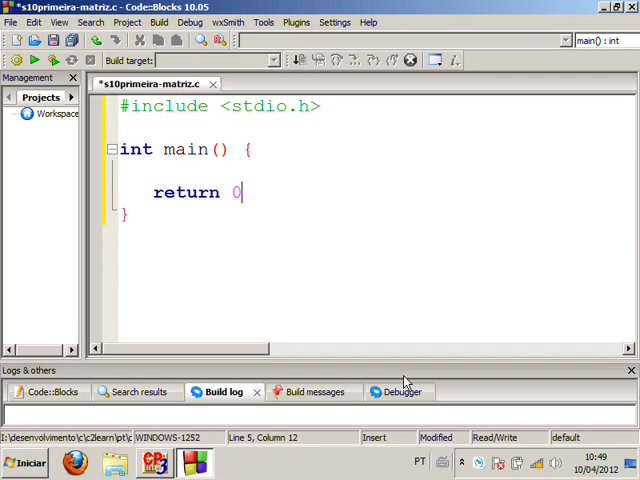 *s10primeira-matriz.c - Code::Blocks 10.05
File Edit View Search Project Build Debug wxSmith Tools Plugins Settings Help
main() : int
Build target:
Management
Projects
Workspace
*s10primeira-matriz.c
#include <stdio.h>
int main() {
return 0
}
Logs & others
Code::Blocks
Search results
Build log
Build messages
Debugger
I:\desenvolvimento\c\c2learn\pt\c WINDOWS-1252 Line 5, Column 12 Insert Modified Read/Write default
Iniciar
PT
10:49
10/04/2012